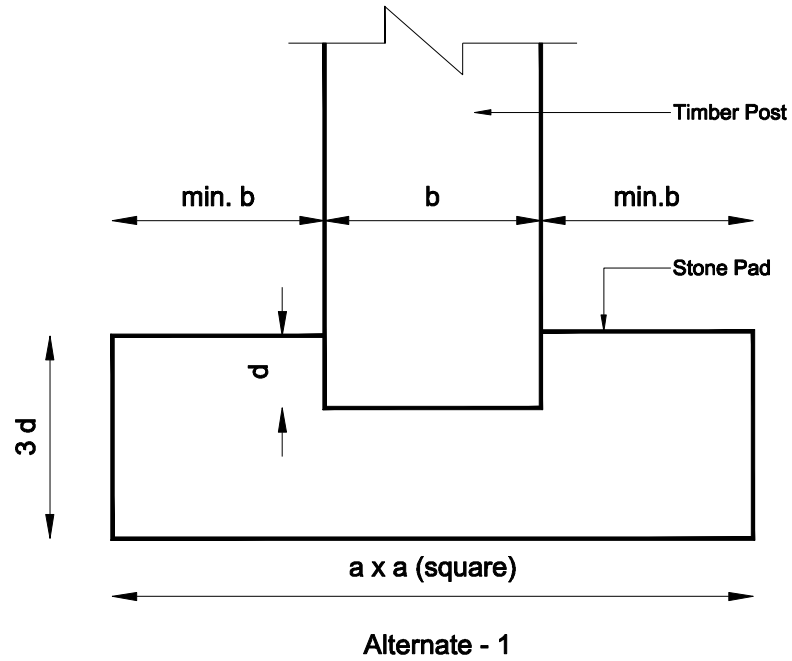 Timber Post
min. b
b
min.b
Stone Pad
d
3 d
a x a (square)
Alternate - 1